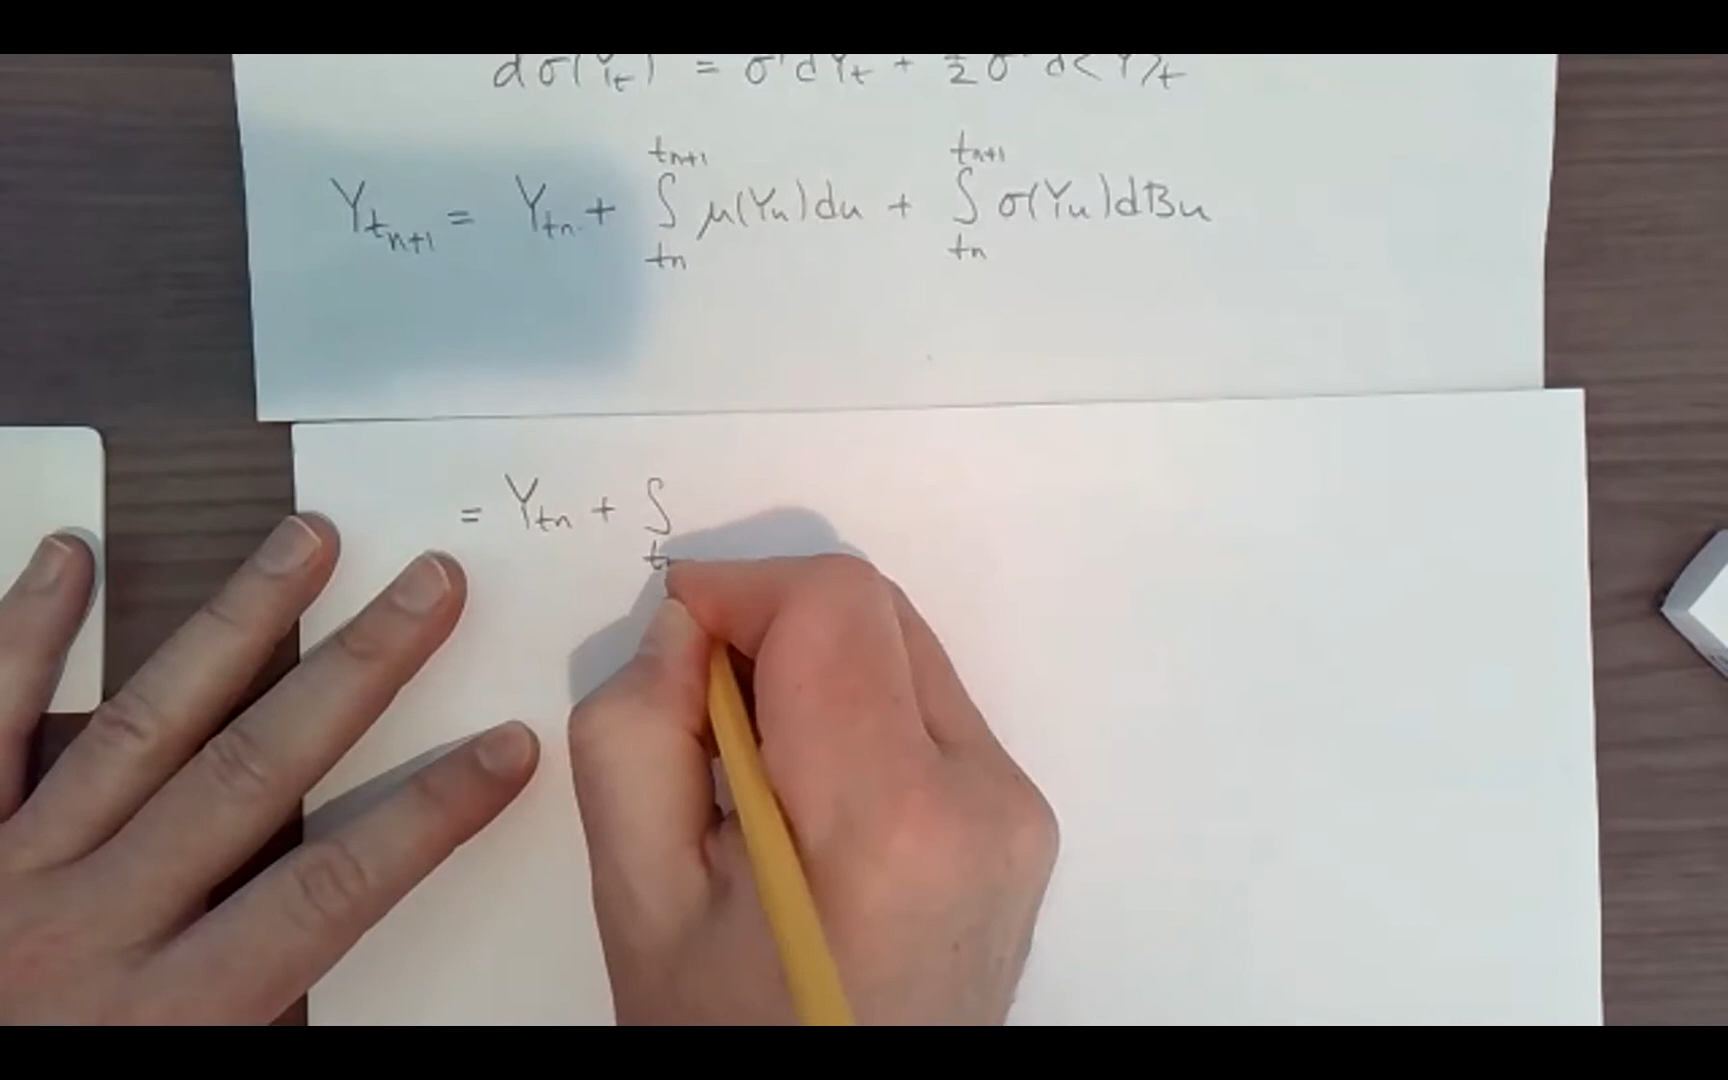 dσ(Y_t) = σ' dY_t + 1/2 σ'' d<Y>_t
Y_{t_{n+1}} = Y_{t_n} + ∫_{t_n}^{t_{n+1}} μ(Y_u)du + ∫_{t_n}^{t_{n+1}} σ(Y_u)dB_u
= Y_{t_n} + ∫_t